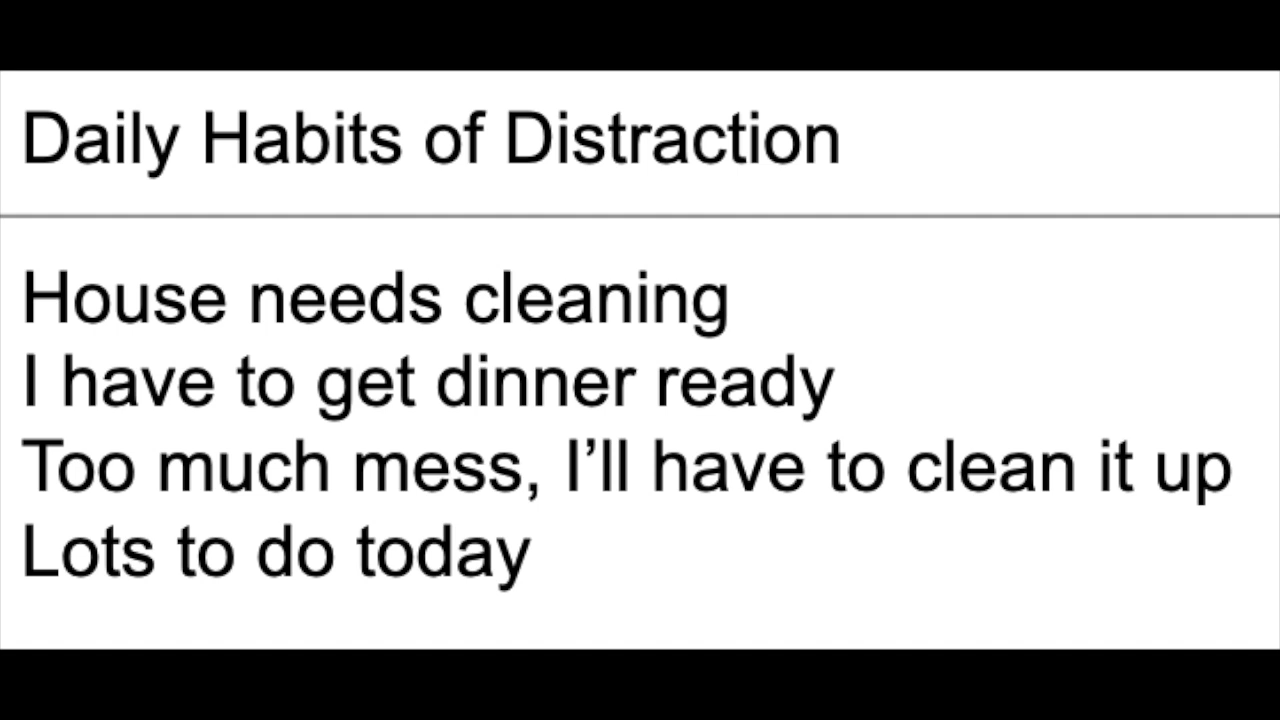 Daily Habits of Distraction
House needs cleaning
I have to get dinner ready
Too much mess, I’ll have to clean it up
Lots to do today